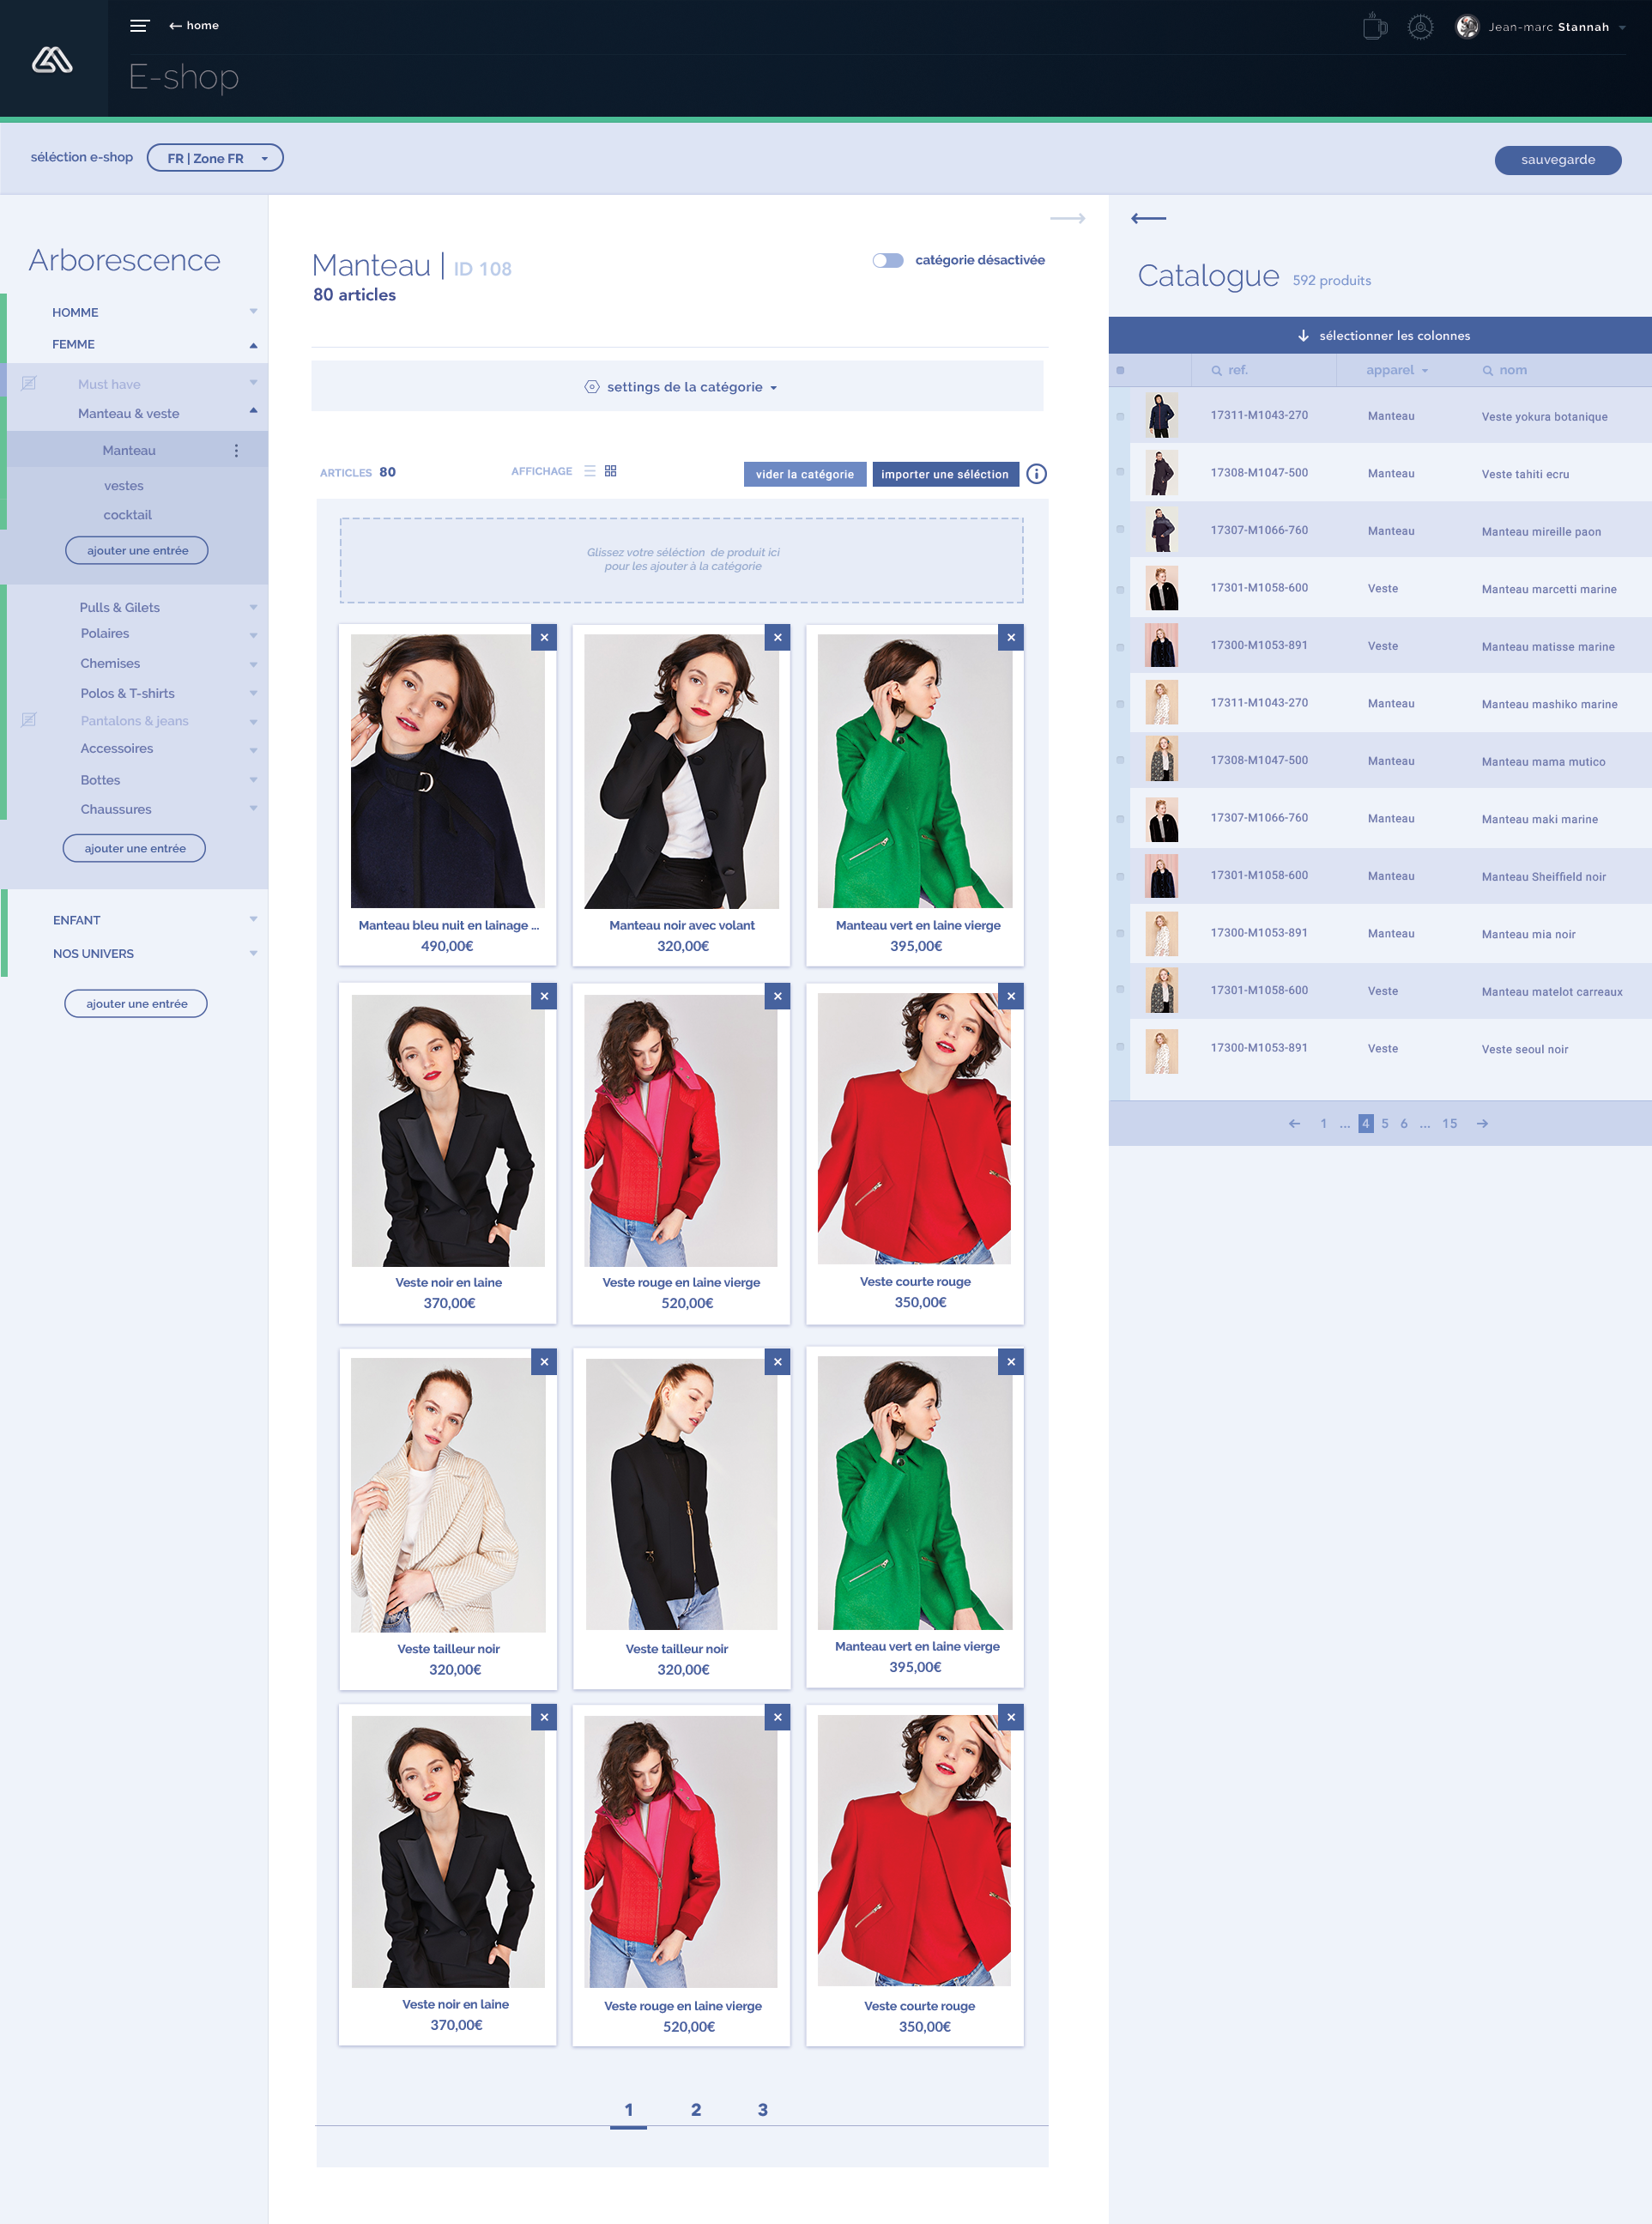 ← home
Jean-marc Stannah
E-shop
séléction e-shop
FR | Zone FR
sauvegarde
Arborescence
HOMME
FEMME
Must have
Manteau & veste
Manteau
vestes
cocktail
ajouter une entrée
Pulls & Gilets
Polaires
Chemises
Polos & T-shirts
Pantalons & jeans
Accessoires
Bottes
Chaussures
ajouter une entrée
ENFANT
NOS UNIVERS
ajouter une entrée
Manteau | ID 108
80 articles
catégorie désactivée
settings de la catégorie
ARTICLES 80
AFFICHAGE
vider la catégorie
importer une séléction
Glissez votre séléction de produit ici
pour les ajouter à la catégorie
Manteau bleu nuit en lainage ...
490,00€
Manteau noir avec volant
320,00€
Manteau vert en laine vierge
395,00€
Veste noir en laine
370,00€
Veste rouge en laine vierge
520,00€
Veste courte rouge
350,00€
Veste tailleur noir
320,00€
Veste tailleur noir
320,00€
Manteau vert en laine vierge
395,00€
Veste noir en laine
370,00€
Veste rouge en laine vierge
520,00€
Veste courte rouge
350,00€
1 2 3
Catalogue 592 produits
↓ sélectionner les colonnes
ref. apparel nom
17311-M1043-270 Manteau Veste yokura botanique
17308-M1047-500 Manteau Veste tahiti ecru
17307-M1066-760 Manteau Manteau mireille paon
17301-M1058-600 Veste Manteau marcetti marine
17300-M1053-891 Veste Manteau matisse marine
17311-M1043-270 Manteau Manteau mashiko marine
17308-M1047-500 Manteau Manteau mama mutico
17307-M1066-760 Manteau Manteau maki marine
17301-M1058-600 Manteau Manteau Sheiffield noir
17300-M1053-891 Manteau Manteau mia noir
17301-M1058-600 Veste Manteau matelot carreaux
17300-M1053-891 Veste Veste seoul noir
← 1 ... 4 5 6 ... 15 →